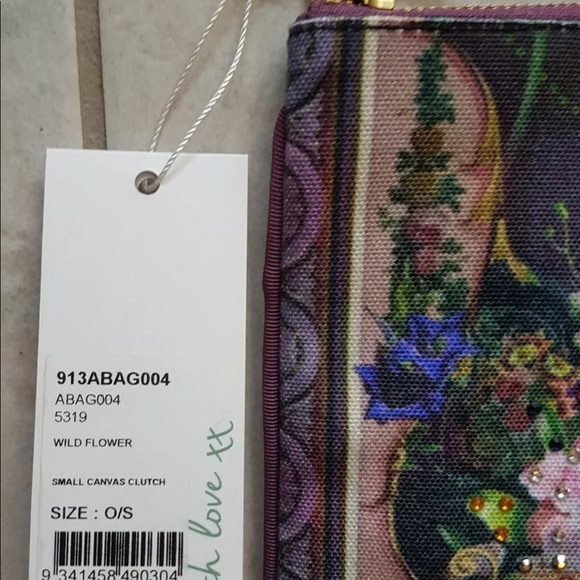 913ABAG004
ABAG004
5319
WILD FLOWER
SMALL CANVAS CLUTCH
SIZE : O/S
9 341458 490304
love xx